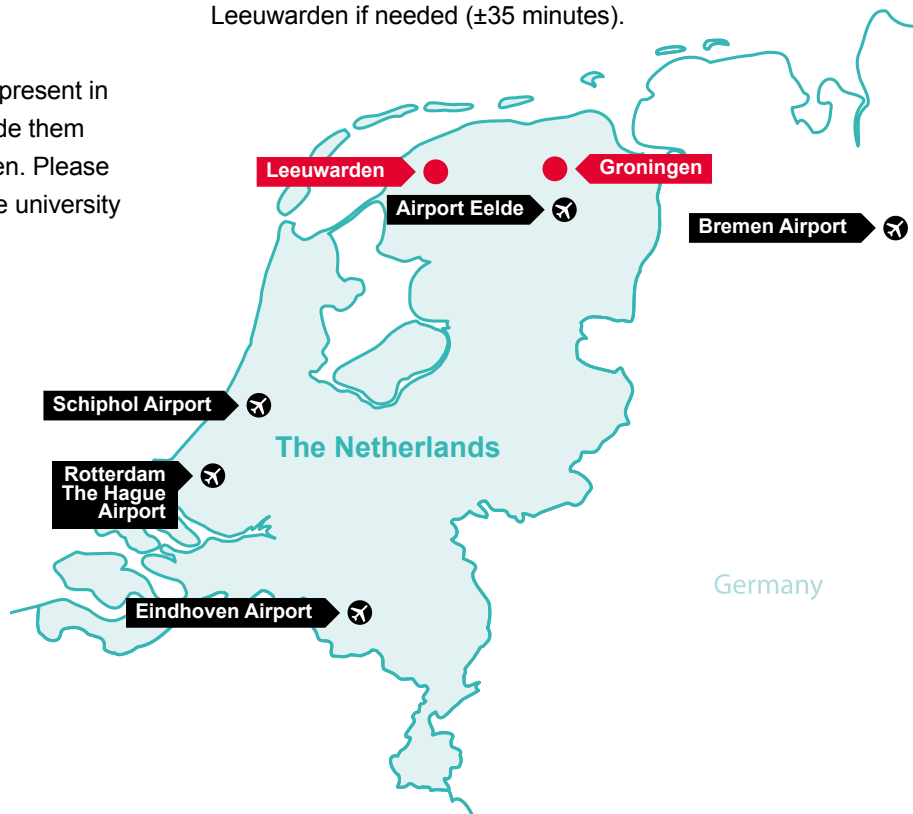 Leeuwarden if needed (±35 minutes).
present in
de them
en. Please
e university
Leeuwarden
Groningen
Airport Eelde
Bremen Airport
Schiphol Airport
The Netherlands
Rotterdam
The Hague
Airport
Germany
Eindhoven Airport